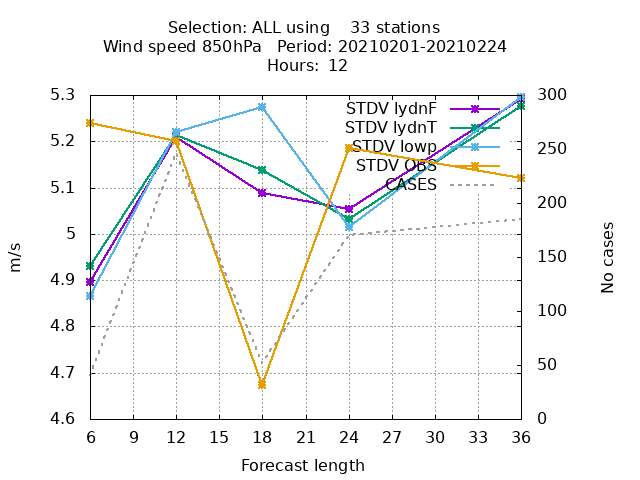 Selection: ALL using    33 stations
Wind speed 850hPa   Period: 20210201-20210224
Hours:  12
5.3
5.2
5.1
5
4.9
4.8
4.7
4.6
m/s
STDV lydnF
STDV lydnT
STDV lowp
STDV OBS
CASES
300
250
200
150
100
50
0
No cases
6 9 12 15 18 21 24 27 30 33 36
Forecast length